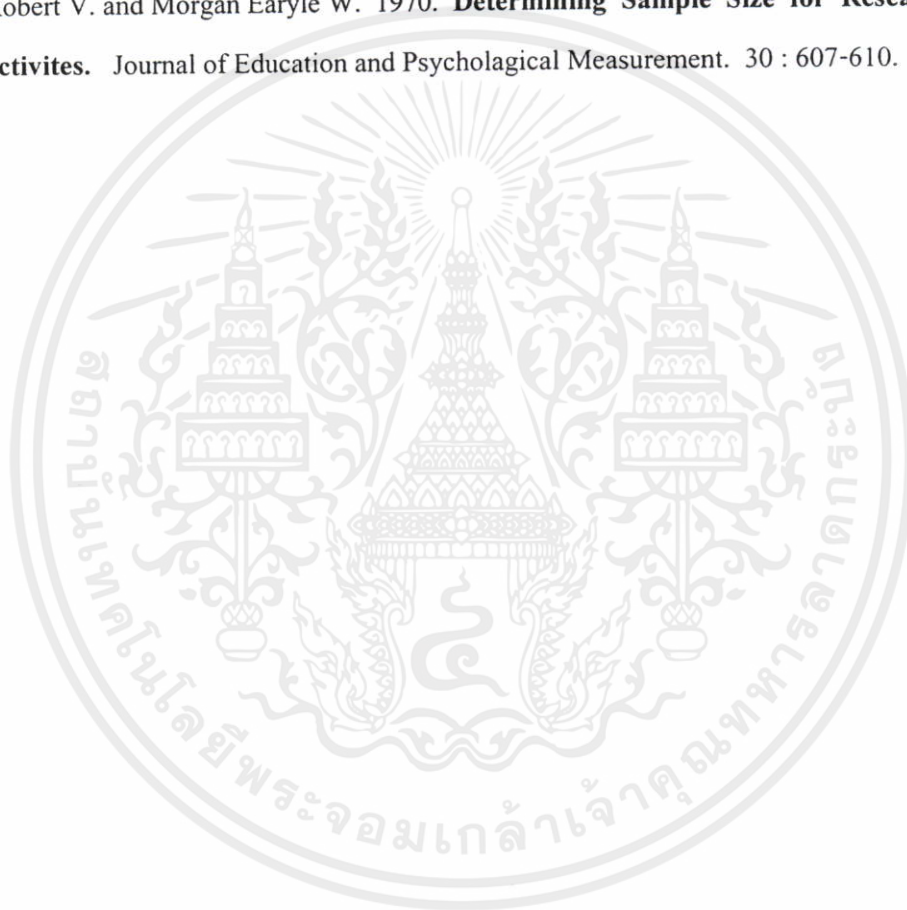 obert V. and Morgan Earyle W. 1970. Determining Sample Size for Resea
ctivites. Journal of Education and Psycholagical Measurement. 30 : 607-610.
สถาบันเทคโนโลยีพระจอมเกล้าเจ้าคุณทหารลาดกระบัง